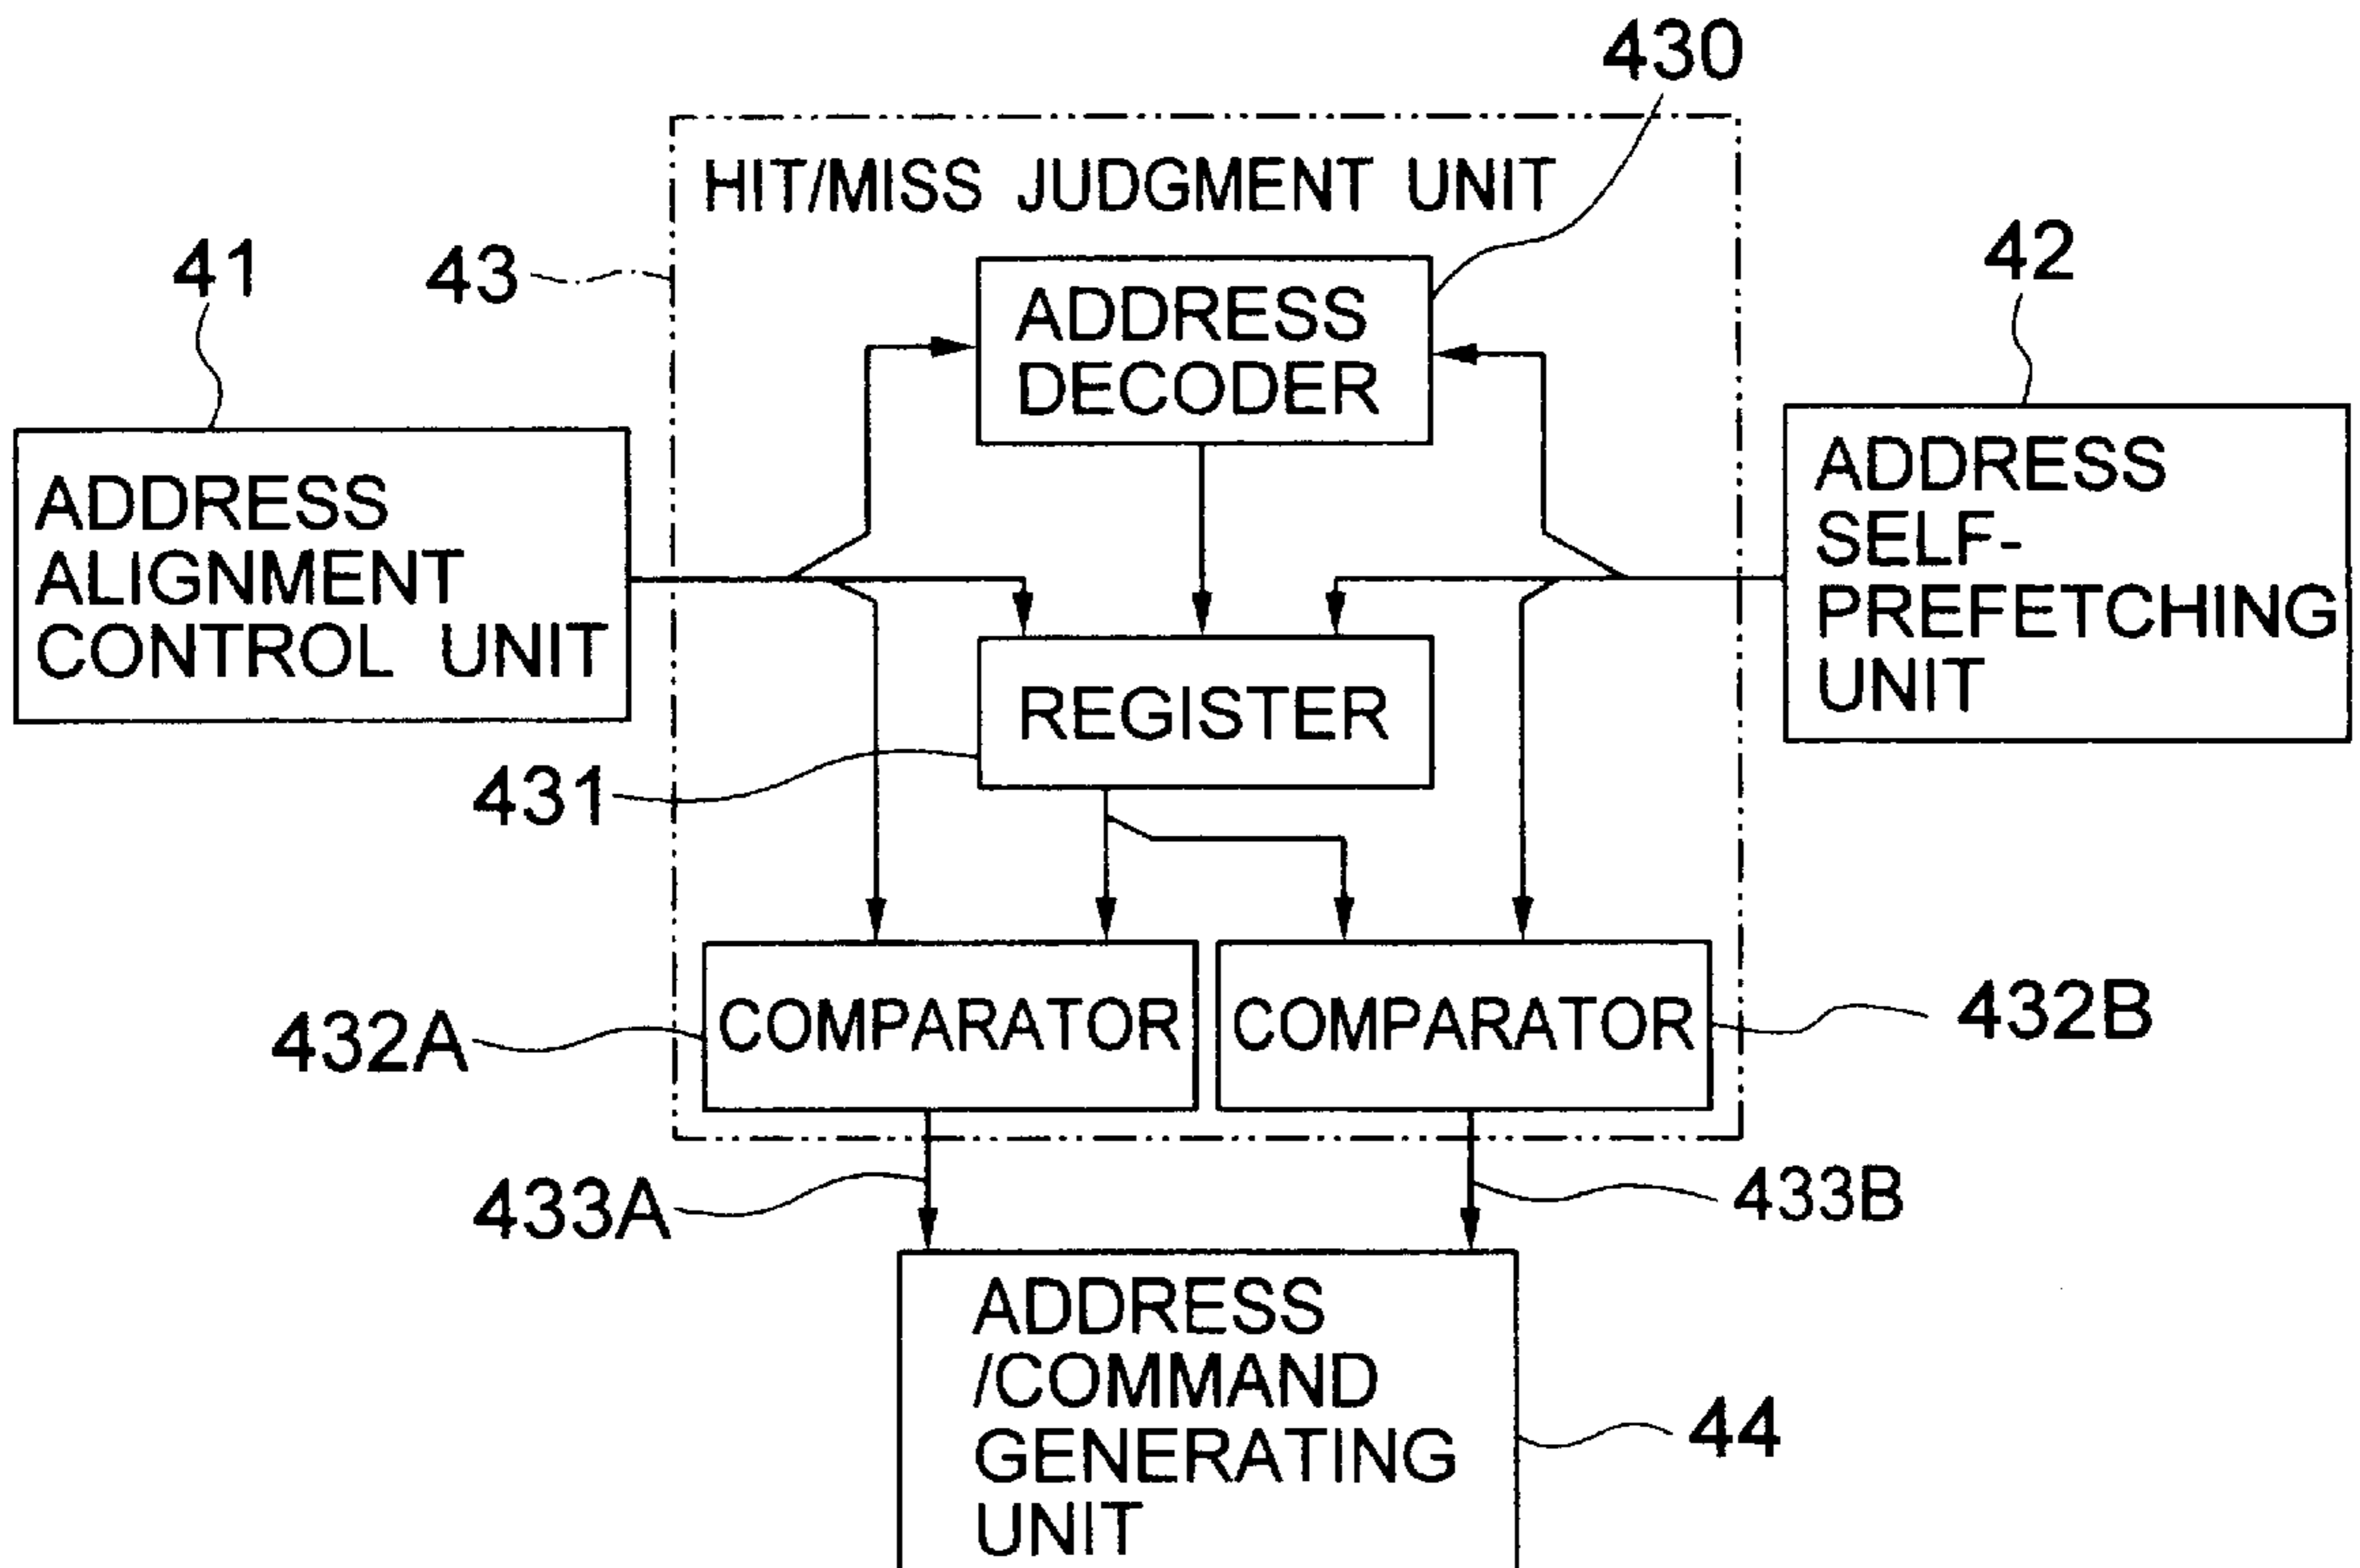 430
HIT/MISS JUDGMENT UNIT
41
43
42
ADDRESS
DECODER
ADDRESS
ALIGNMENT
CONTROL UNIT
ADDRESS
SELF-
PREFETCHING
UNIT
REGISTER
431
432A
COMPARATOR
COMPARATOR
432B
433A
433B
ADDRESS
/COMMAND
GENERATING
UNIT
44